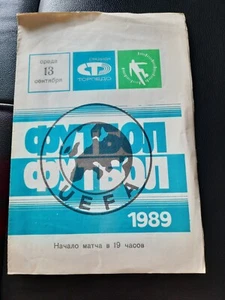 среда
13
сентября
ТОРПЕДО
ФУТБОЛ
ФУТБОЛ
UEFA
1989
Начало матча в 19 часов